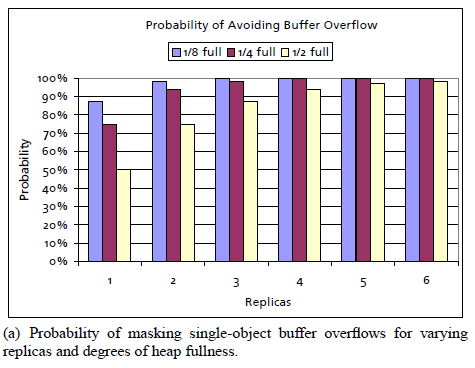 Probability of Avoiding Buffer Overflow
1/8 full 1/4 full 1/2 full
100%
90%
80%
70%
60%
50%
40%
30%
20%
10%
0%
Probability
1 2 3 4 5 6
Replicas
(a) Probability of masking single-object buffer overflows for varying
replicas and degrees of heap fullness.